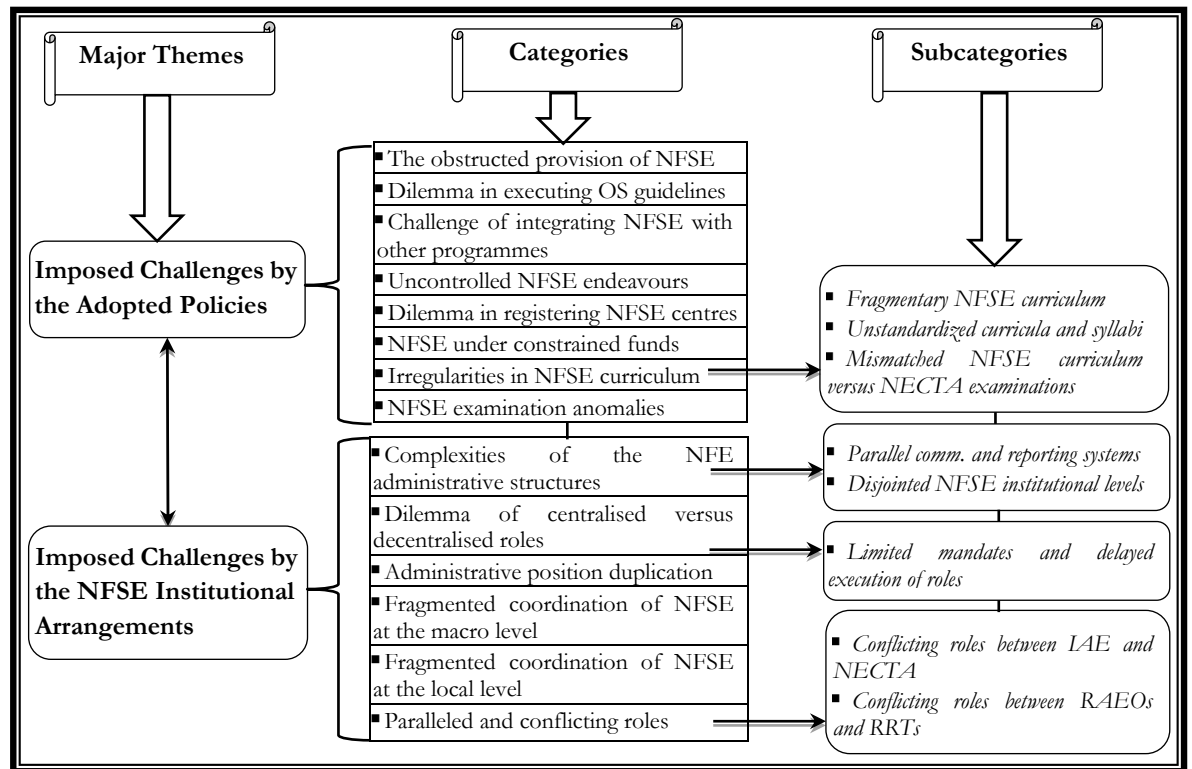 Major Themes
Categories
Subcategories
Imposed Challenges by
the Adopted Policies
Imposed Challenges by
the NFSE Institutional
Arrangements
▪ The obstructed provision of NFSE
▪ Dilemma in executing OS guidelines
▪ Challenge of integrating NFSE with
other programmes
▪ Uncontrolled NFSE endeavours
▪ Dilemma in registering NFSE centres
▪ NFSE under constrained funds
▪ Irregularities in NFSE curriculum
▪ NFSE examination anomalies
▪ Complexities of the NFE
administrative structures
▪ Dilemma of centralised versus
decentralised roles
▪ Administrative position duplication
▪ Fragmented coordination of NFSE
at the macro level
▪ Fragmented coordination of NFSE
at the local level
▪ Paralleled and conflicting roles
▪ Fragmentary NFSE curriculum
▪ Unstandardized curricula and syllabi
▪ Mismatched NFSE curriculum
versus NECTA examinations
▪ Parallel comm. and reporting systems
▪ Disjointed NFSE institutional levels
▪ Limited mandates and delayed
execution of roles
▪ Conflicting roles between IAE and
NECTA
▪ Conflicting roles between RAEOs
and RRTs